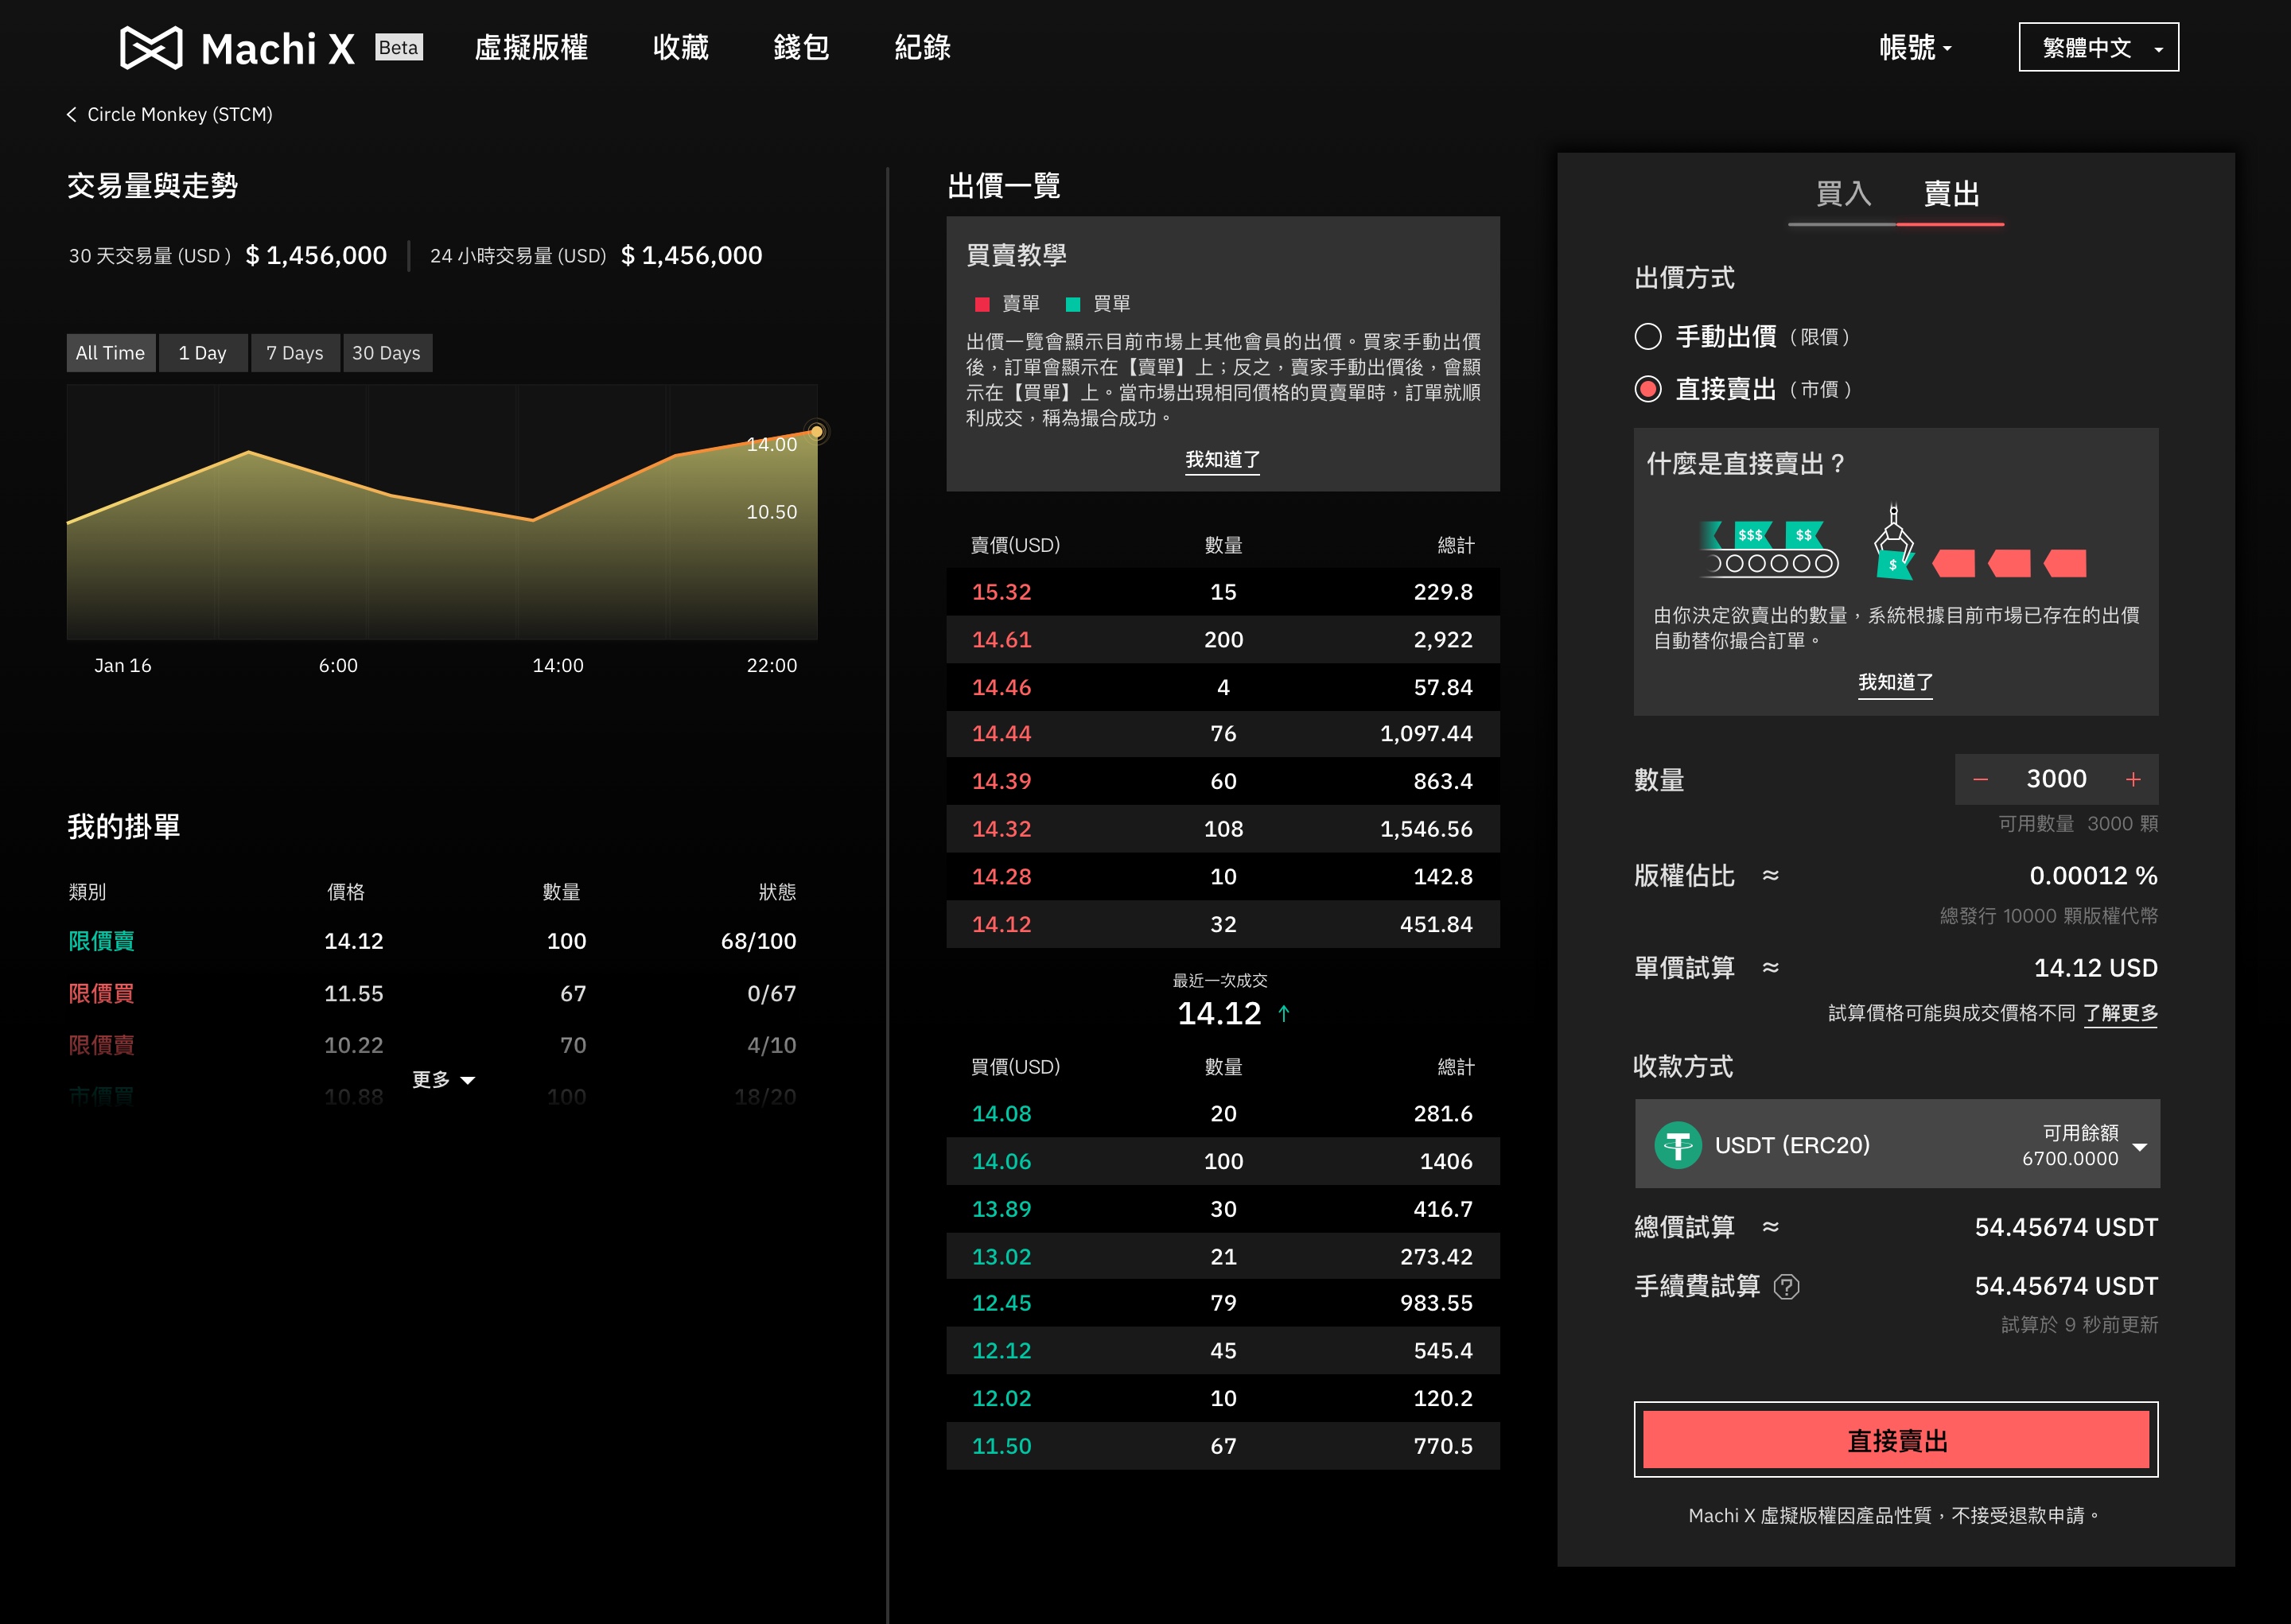 Machi X Beta 虛擬版權 收藏 錢包 紀錄 帳號 繁體中文
Circle Monkey (STCM)
交易量與走勢
30 天交易量 (USD ) $ 1,456,000 24 小時交易量 (USD) $ 1,456,000
All Time 1 Day 7 Days 30 Days
14.00
10.50
Jan 16 6:00 14:00 22:00
我的掛單
類別 價格 數量 狀態
限價賣 14.12 100 68/100
限價買 11.55 67 0/67
限價賣 10.22 70 4/10
更多
市價買 10.88 100 18/20
出價一覽
買賣教學
賣單 買單
出價一覽會顯示目前市場上其他會員的出價。買家手動出價
後，訂單會顯示在【賣單】上；反之，賣家手動出價後，會顯
示在【買單】上。當市場出現相同價格的買賣單時，訂單就順
利成交，稱為撮合成功。
我知道了
賣價(USD) 數量 總計
15.32 15 229.8
14.61 200 2,922
14.46 4 57.84
14.44 76 1,097.44
14.39 60 863.4
14.32 108 1,546.56
14.28 10 142.8
14.12 32 451.84
最近一次成交
14.12 ↑
買價(USD) 數量 總計
14.08 20 281.6
14.06 100 1406
13.89 30 416.7
13.02 21 273.42
12.45 79 983.55
12.12 45 545.4
12.02 10 120.2
11.50 67 770.5
買入 賣出
出價方式
手動出價 ( 限價 )
直接賣出 ( 市價 )
什麼是直接賣出？
$$$ $$ $
由你決定欲賣出的數量，系統根據目前市場已存在的出價
自動替你撮合訂單。
我知道了
數量 − 3000 +
可用數量 3000 顆
版權佔比 ≈ 0.00012 %
總發行 10000 顆版權代幣
單價試算 ≈ 14.12 USD
試算價格可能與成交價格不同 了解更多
收款方式
USDT (ERC20) 可用餘額
6700.0000
總價試算 ≈ 54.45674 USDT
手續費試算 ? 54.45674 USDT
試算於 9 秒前更新
直接賣出
Machi X 虛擬版權因產品性質，不接受退款申請。